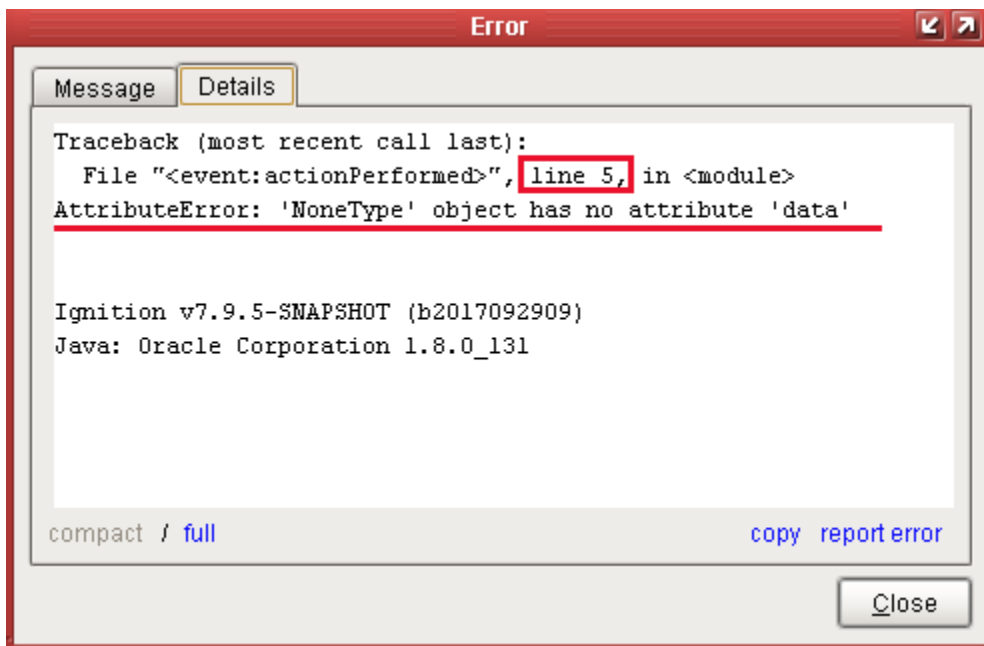 Error
Message Details
Traceback (most recent call last):
File "<event:actionPerformed>", line 5, in <module>
AttributeError: 'NoneType' object has no attribute 'data'
Ignition v7.9.5-SNAPSHOT (b2017092909)
Java: Oracle Corporation 1.8.0_131
compact / full copy report error
Close